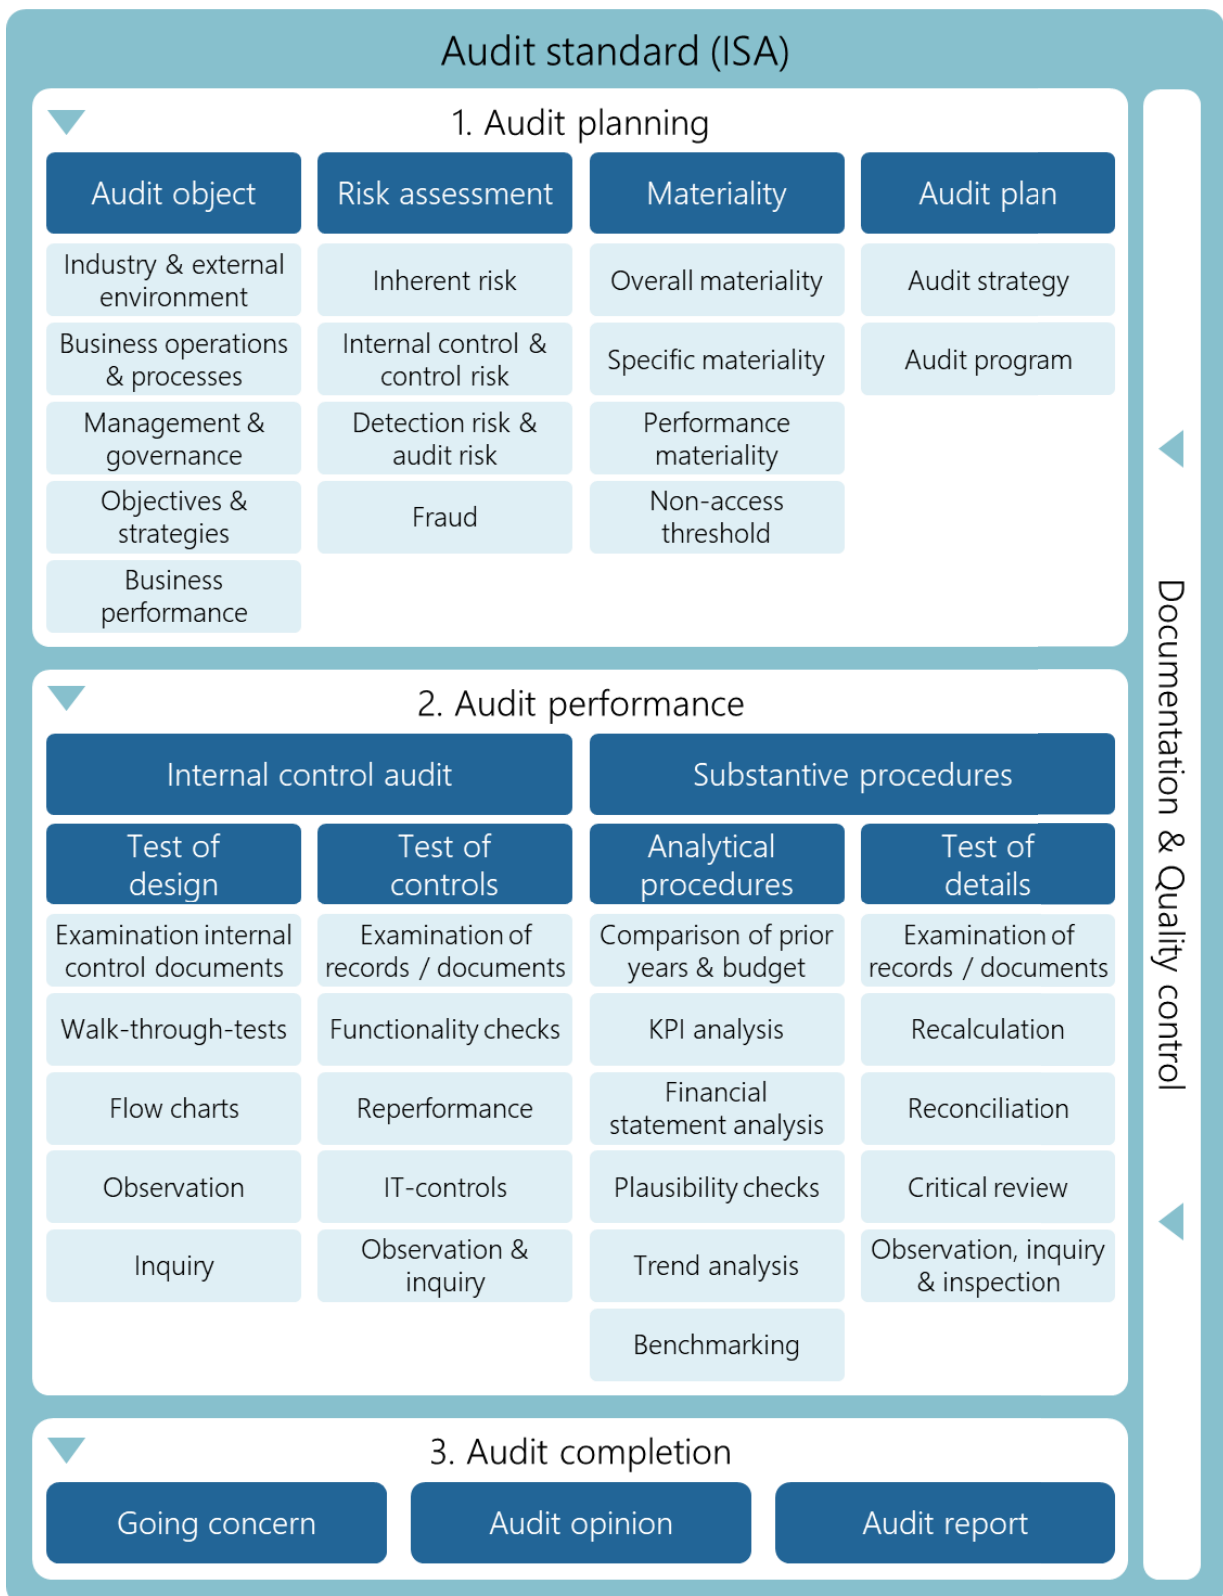 Audit standard (ISA)
1. Audit planning
Audit object
Industry & external
environment
Business operations
& processes
Management &
governance
Objectives &
strategies
Business
performance
Risk assessment
Inherent risk
Internal control &
control risk
Detection risk &
audit risk
Fraud
Materiality
Overall materiality
Specific materiality
Performance
materiality
Non-access
threshold
Audit plan
Audit strategy
Audit program
2. Audit performance
Internal control audit
Test of
design
Examination internal
control documents
Walk-through-tests
Flow charts
Observation
Inquiry
Test of
controls
Examination of
records / documents
Functionality checks
Reperformance
IT-controls
Observation &
inquiry
Substantive procedures
Analytical
procedures
Comparison of prior
years & budget
KPI analysis
Financial
statement analysis
Plausibility checks
Trend analysis
Benchmarking
Test of
details
Examination of
records / documents
Recalculation
Reconciliation
Critical review
Observation, inquiry
& inspection
3. Audit completion
Going concern
Audit opinion
Audit report
Documentation & Quality control